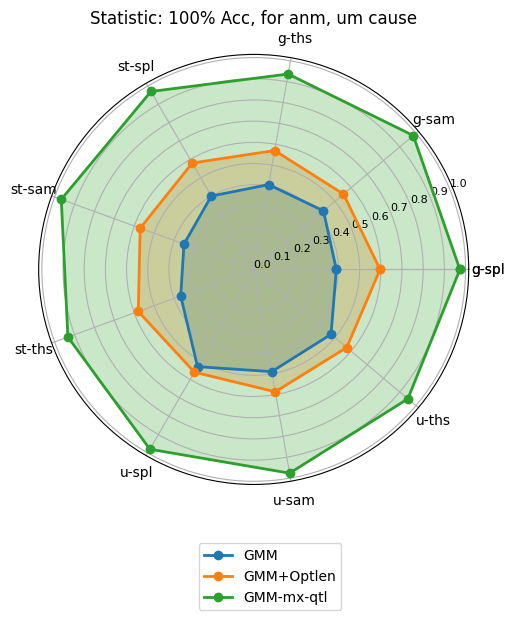 Statistic: 100% Acc, for anm, um cause
g-ths
st-spl
g-sam
st-sam
1.0
0.9
0.8
0.7
0.6
0.5
0.4
0.3
0.2
0.1
0.0
g-spl
st-ths
u-ths
u-spl
u-sam
GMM
GMM+Optlen
GMM-mx-qtl